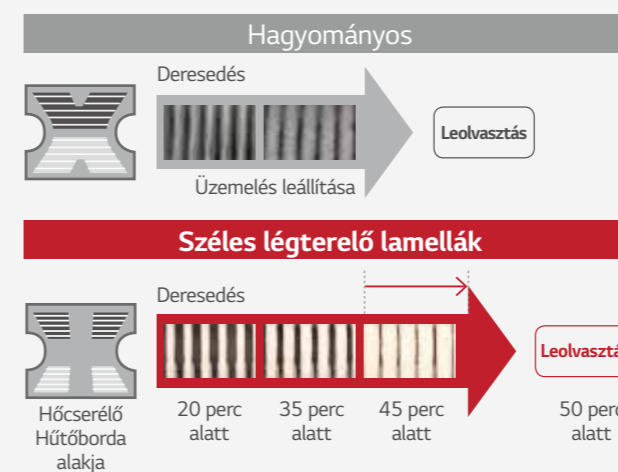 Hagyományos
Deresedés
Leolvasztás
Üzemelés leállítása
Széles légterelő lamellák
Deresedés
Hőcserélő
Hűtőborda
alakja
20 perc
alatt
35 perc
alatt
45 perc
alatt
50 perc
alatt